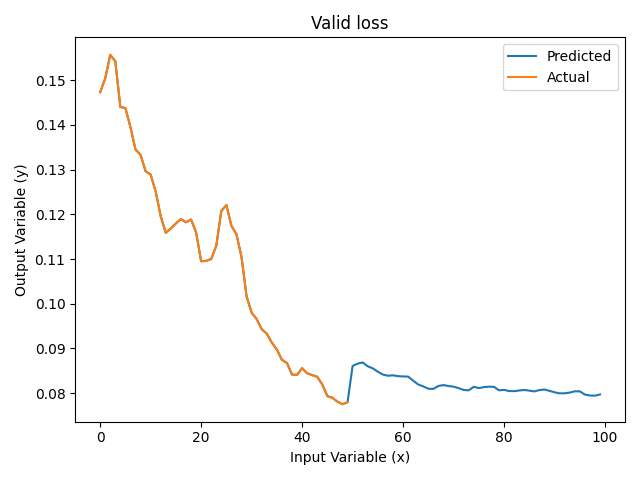 Valid loss
Predicted
Actual
Output Variable (y)
0.15
0.14
0.13
0.12
0.11
0.10
0.09
0.08
0
20
40
60
80
100
Input Variable (x)